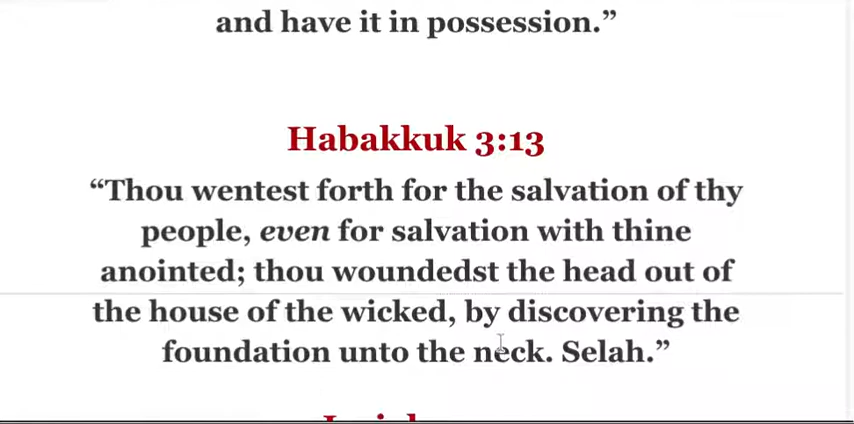 and have it in possession.”
Habakkuk 3:13
“Thou wentest forth for the salvation of thy
people, even for salvation with thine
anointed; thou woundedst the head out of
the house of the wicked, by discovering the
foundation unto the neck. Selah.”